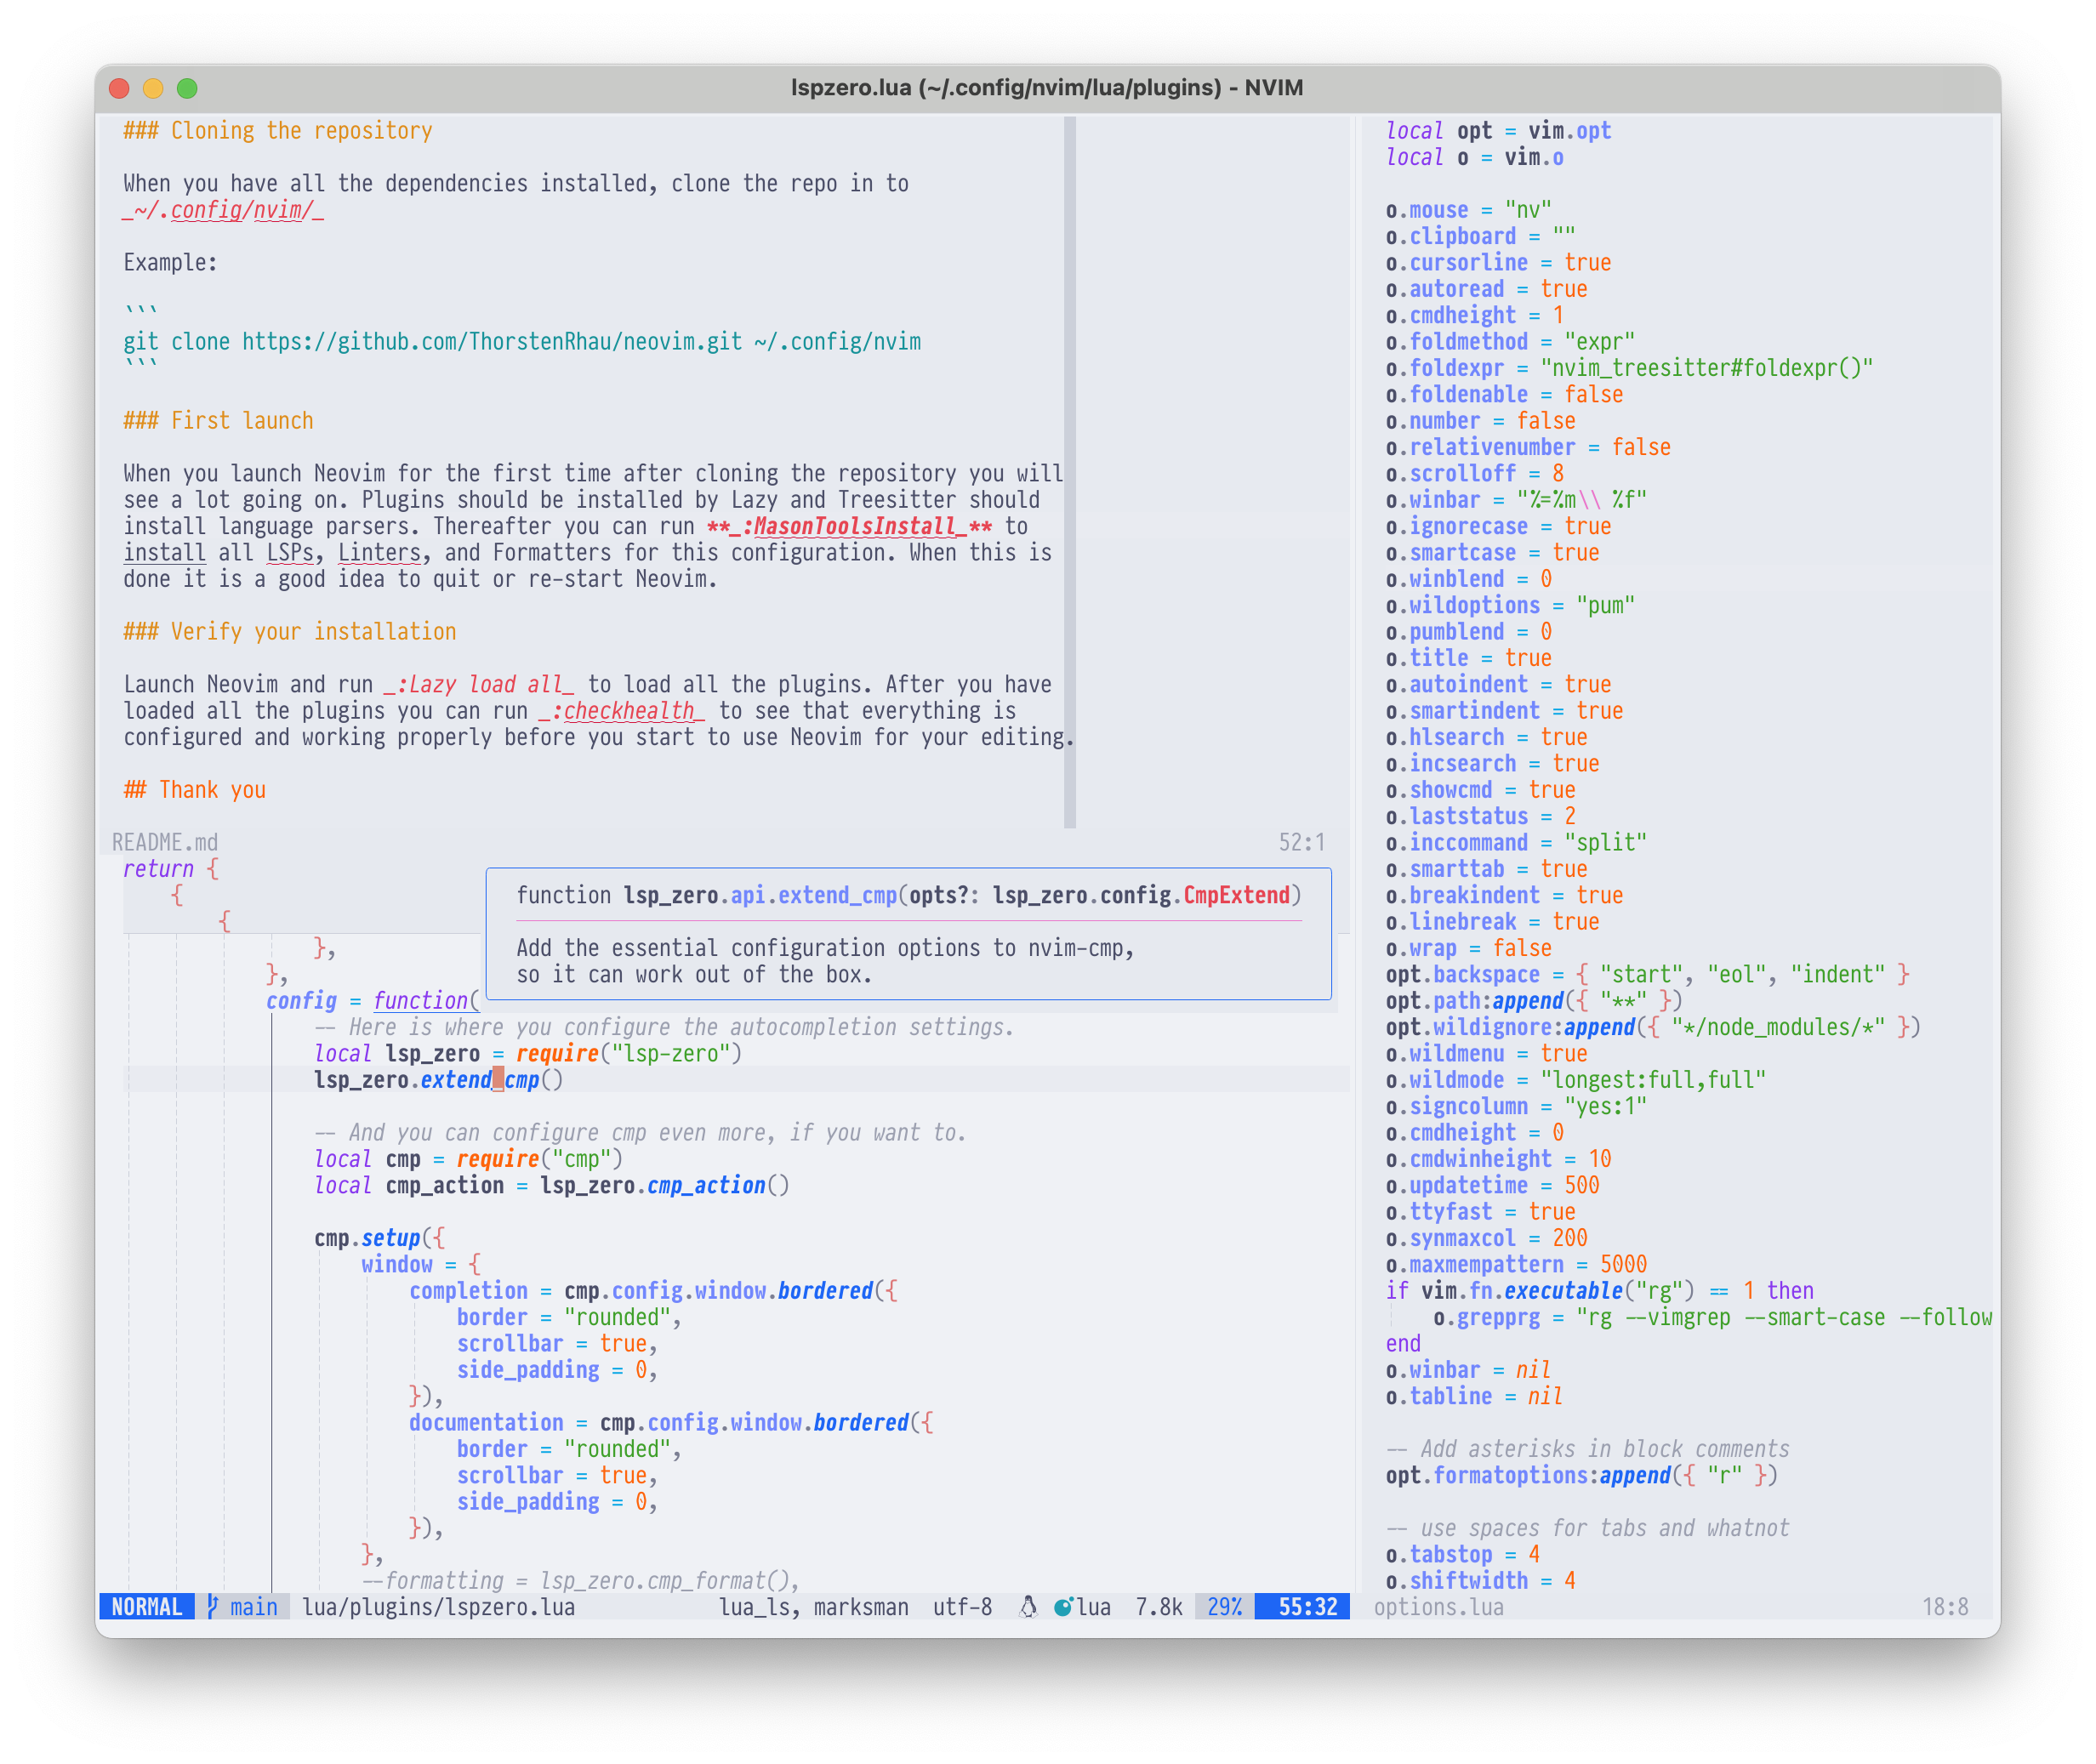 lspzero.lua (~/.config/nvim/lua/plugins) - NVIM
### Cloning the repository
When you have all the dependencies installed, clone the repo in to
_~/.config/nvim/_
Example:
```
git clone https://github.com/ThorstenRhau/neovim.git ~/.config/nvim
```
### First launch
When you launch Neovim for the first time after cloning the repository you will
see a lot going on. Plugins should be installed by Lazy and Treesitter should
install language parsers. Thereafter you can run **_:MasonToolsInstall_** to
install all LSPs, Linters, and Formatters for this configuration. When this is
done it is a good idea to quit or re-start Neovim.
### Verify your installation
Launch Neovim and run _:Lazy load all_ to load all the plugins. After you have
loaded all the plugins you can run _:checkhealth_ to see that everything is
configured and working properly before you start to use Neovim for your editing.
## Thank you
README.md 52:1
return {
    {
        {
                },
            },
            config = function(
function lsp_zero.api.extend_cmp(opts?: lsp_zero.config.CmpExtend)
Add the essential configuration options to nvim-cmp,
so it can work out of the box.
                -- Here is where you configure the autocompletion settings.
                local lsp_zero = require("lsp-zero")
                lsp_zero.extend_cmp()
                -- And you can configure cmp even more, if you want to.
                local cmp = require("cmp")
                local cmp_action = lsp_zero.cmp_action()
                cmp.setup({
                    window = {
                        completion = cmp.config.window.bordered({
                            border = "rounded",
                            scrollbar = true,
                            side_padding = 0,
                        }),
                        documentation = cmp.config.window.bordered({
                            border = "rounded",
                            scrollbar = true,
                            side_padding = 0,
                        }),
                    },
                    --formatting = lsp_zero.cmp_format(),
NORMAL main lua/plugins/lspzero.lua lua_ls, marksman utf-8 lua 7.8k 29% 55:32
local opt = vim.opt
local o = vim.o
o.mouse = "nv"
o.clipboard = ""
o.cursorline = true
o.autoread = true
o.cmdheight = 1
o.foldmethod = "expr"
o.foldexpr = "nvim_treesitter#foldexpr()"
o.foldenable = false
o.number = false
o.relativenumber = false
o.scrolloff = 8
o.winbar = "%=%m\\ %f"
o.ignorecase = true
o.smartcase = true
o.winblend = 0
o.wildoptions = "pum"
o.pumblend = 0
o.title = true
o.autoindent = true
o.smartindent = true
o.hlsearch = true
o.incsearch = true
o.showcmd = true
o.laststatus = 2
o.inccommand = "split"
o.smarttab = true
o.breakindent = true
o.linebreak = true
o.wrap = false
opt.backspace = { "start", "eol", "indent" }
opt.path:append({ "**" })
opt.wildignore:append({ "*/node_modules/*" })
o.wildmenu = true
o.wildmode = "longest:full,full"
o.signcolumn = "yes:1"
o.cmdheight = 0
o.cmdwinheight = 10
o.updatetime = 500
o.ttyfast = true
o.synmaxcol = 200
o.maxmempattern = 5000
if vim.fn.executable("rg") == 1 then
    o.grepprg = "rg --vimgrep --smart-case --follow
end
o.winbar = nil
o.tabline = nil
-- Add asterisks in block comments
opt.formatoptions:append({ "r" })
-- use spaces for tabs and whatnot
o.tabstop = 4
o.shiftwidth = 4
options.lua 18:8